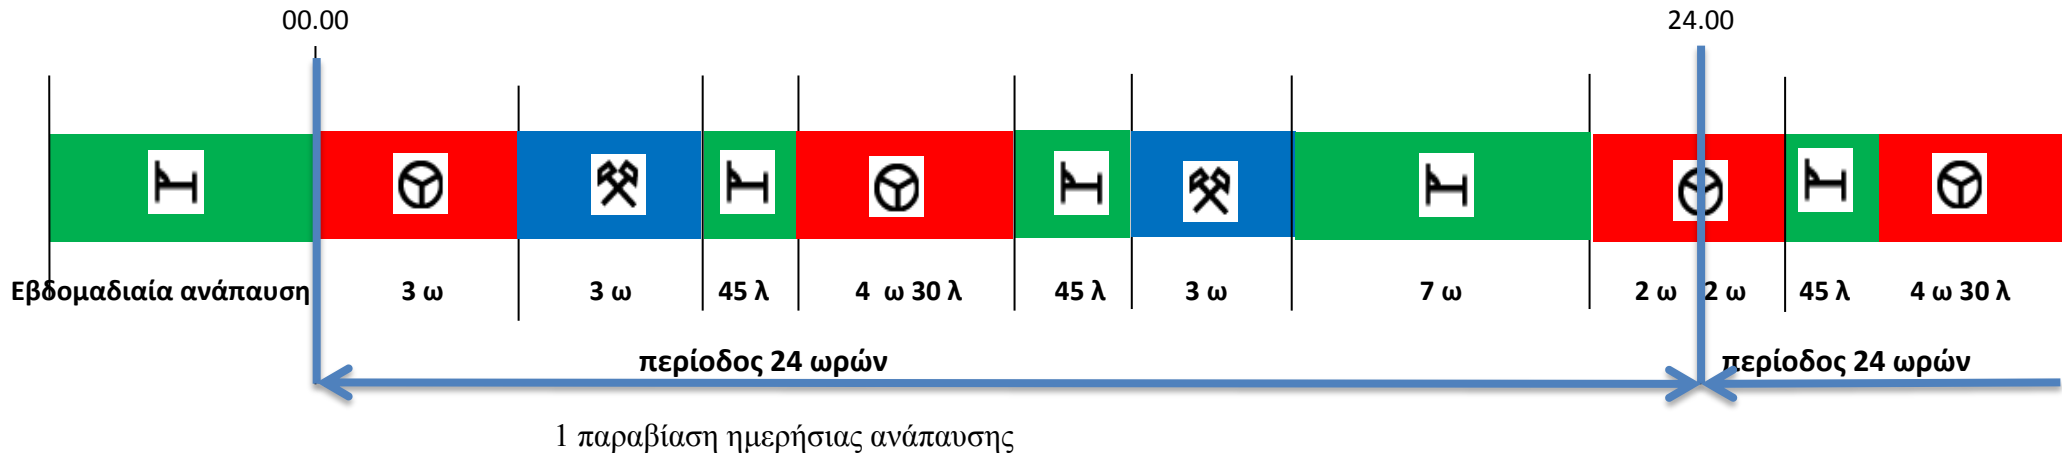 00.00 24.00
Εβδομαδιαία ανάπαυση 3 ω 3 ω 45 λ 4 ω 30 λ 45 λ 3 ω 7 ω 2 ω 2 ω 45 λ 4 ω 30 λ
περίοδος 24 ωρών περίοδος 24 ωρών
1 παραβίαση ημερήσιας ανάπαυσης